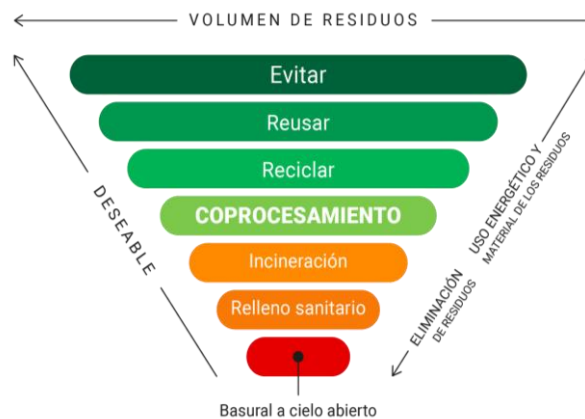 VOLUMEN DE RESIDUOS
Evitar
Reusar
Reciclar
COPROCESAMIENTO
Incineración
Relleno sanitario
Basural a cielo abierto
DESEABLE
USO ENERGÉTICO Y
MATERIAL DE LOS RESIDUOS
ELIMINACIÓN
DE RESIDUOS